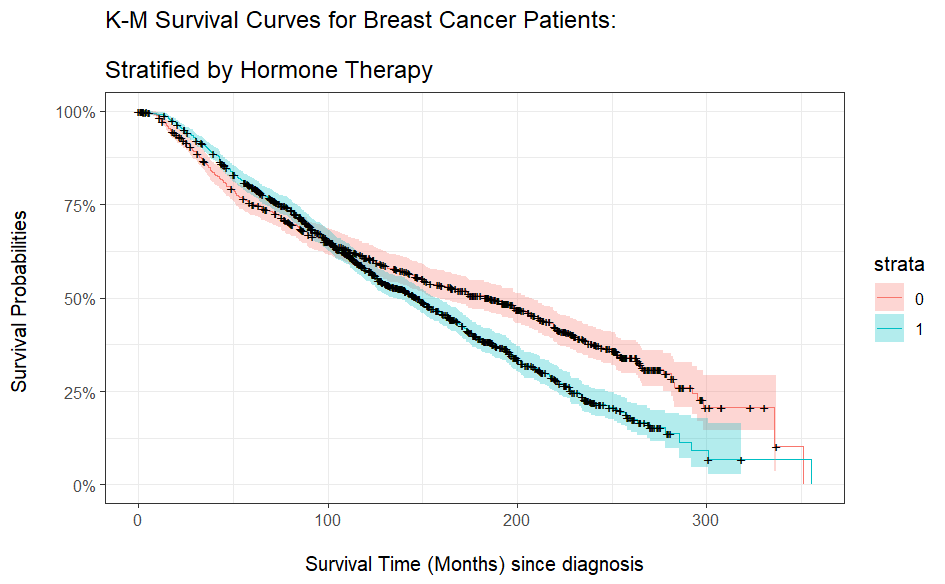 K-M Survival Curves for Breast Cancer Patients:
Stratified by Hormone Therapy
100%
75%
50%
25%
0%
Survival Probabilities
0
100
200
300
Survival Time (Months) since diagnosis
strata
0
1